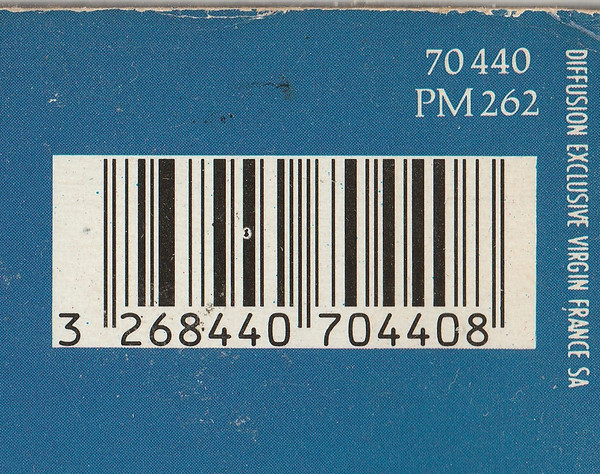 70 440
PM 262
DIFFUSION EXCLUSIVE VIRGIN FRANCE SA
3 268440 704408